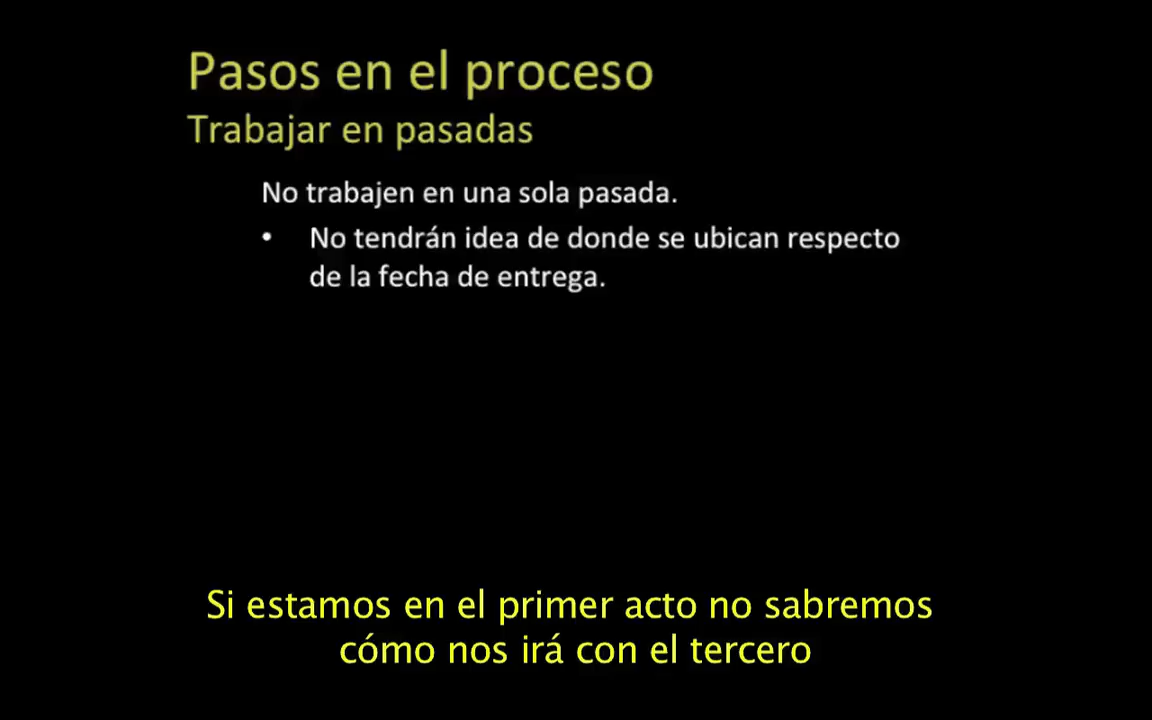 Pasos en el proceso
Trabajar en pasadas
No trabajen en una sola pasada.
• No tendrán idea de donde se ubican respecto
de la fecha de entrega.
Si estamos en el primer acto no sabremos
cómo nos irá con el tercero